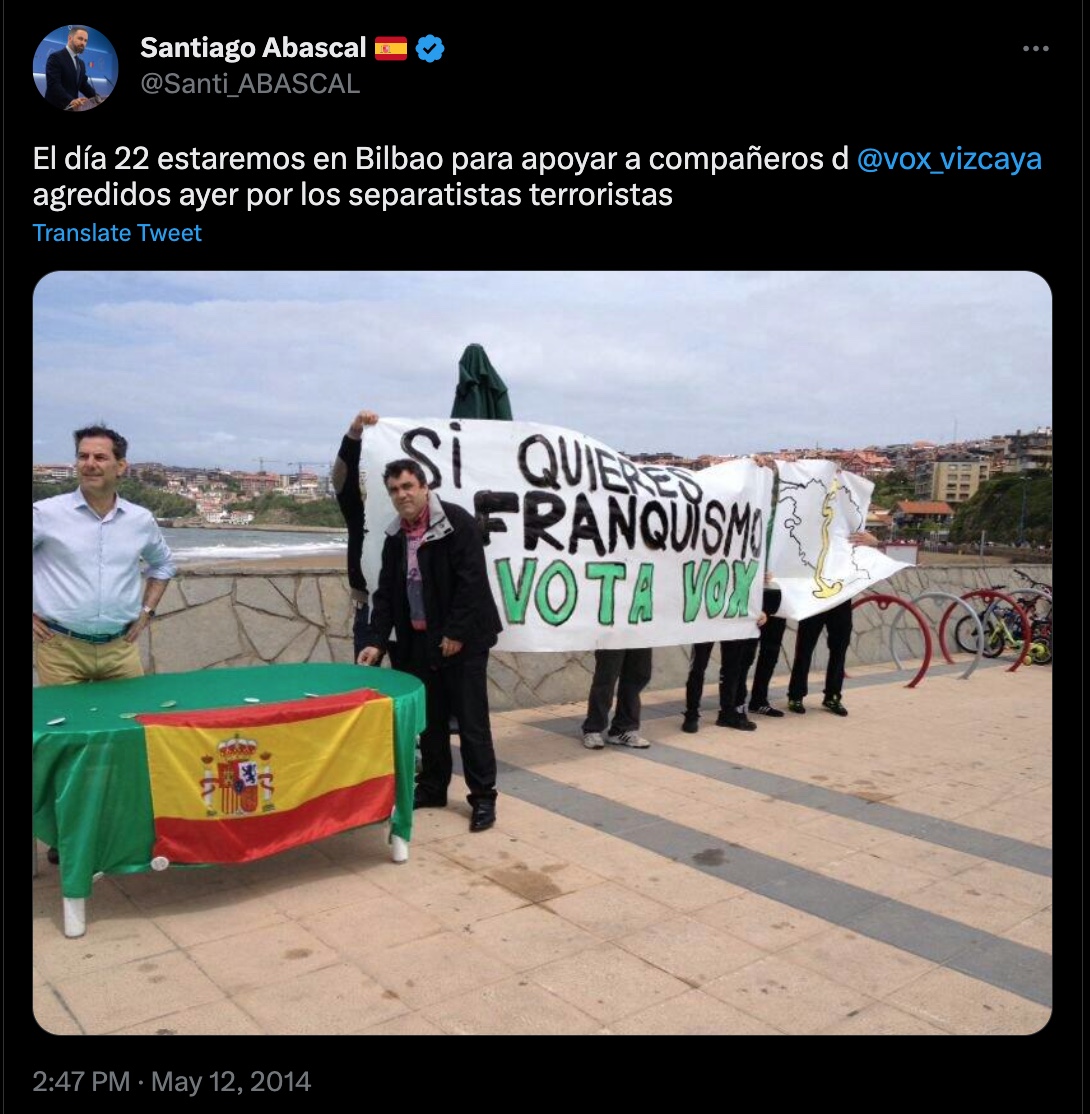 Santiago Abascal 🇪🇸
@Santi_ABASCAL
El día 22 estaremos en Bilbao para apoyar a compañeros d @vox_vizcaya
agredidos ayer por los separatistas terroristas
Translate Tweet
Si QUIERES
FRANQUISMO
VOTA VOX
2:47 PM · May 12, 2014